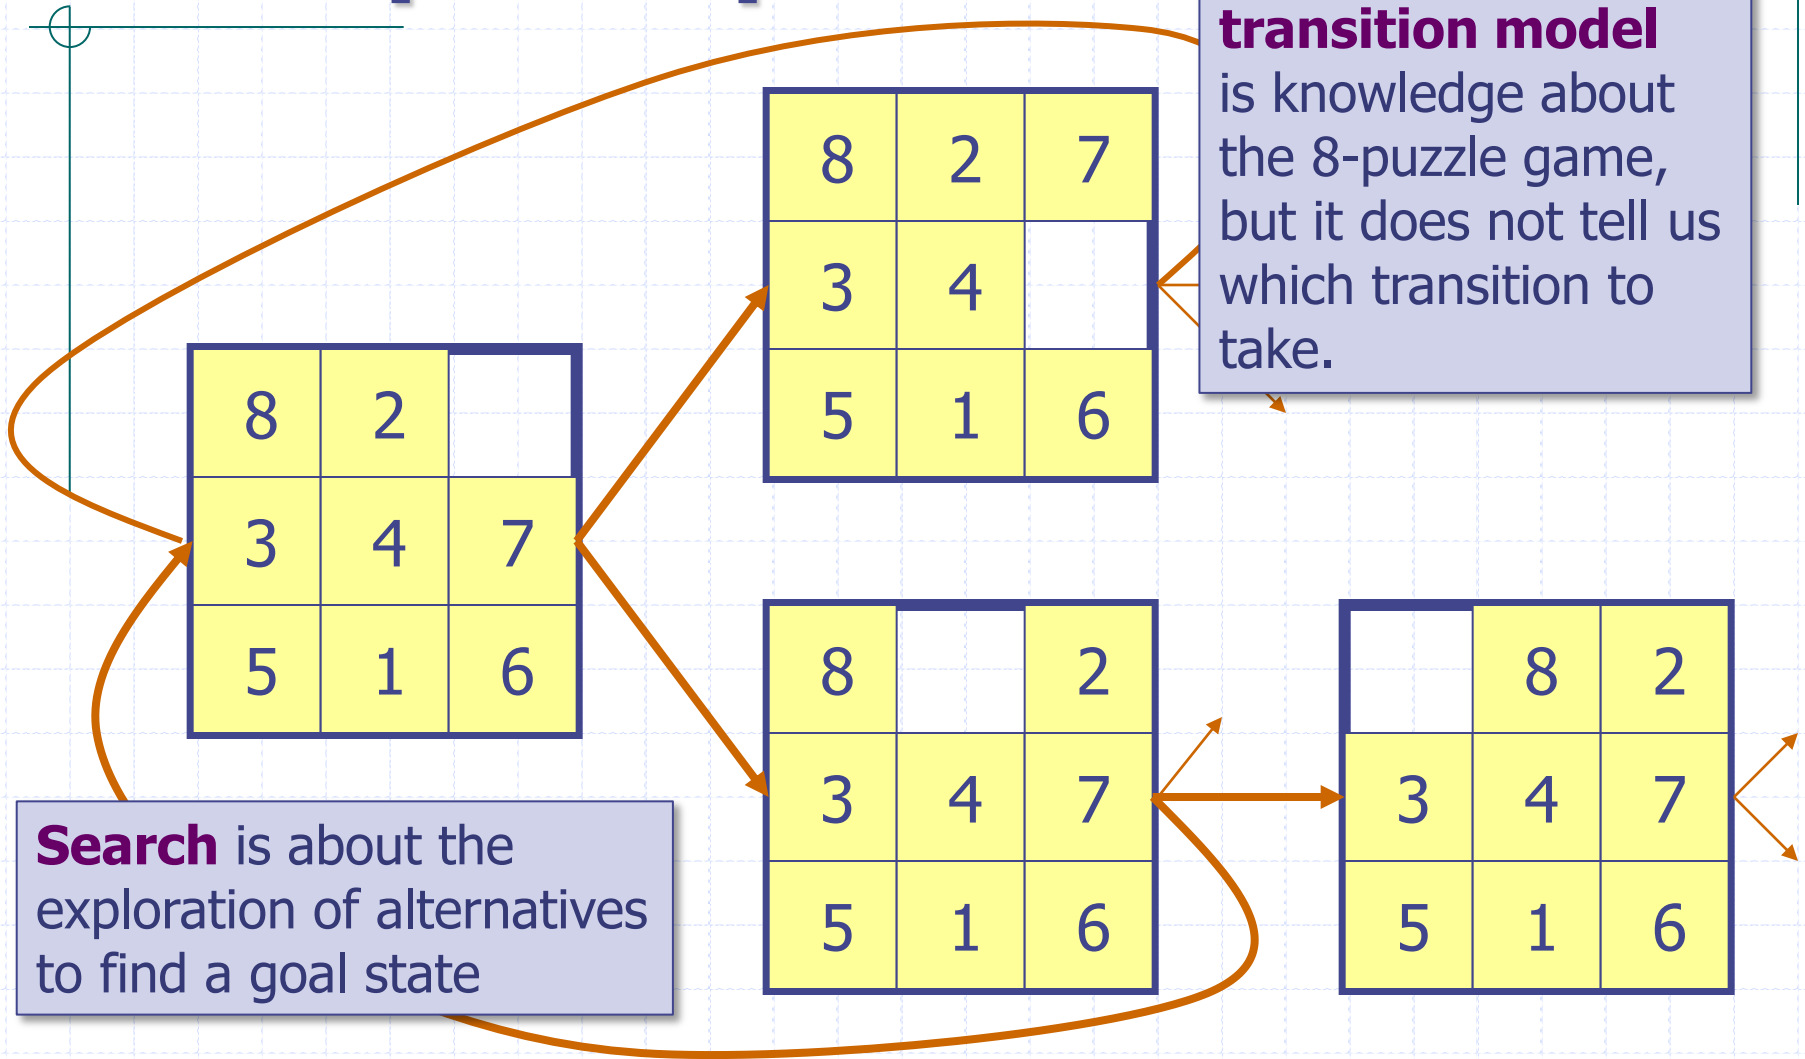 transition model
is knowledge about
the 8-puzzle game,
but it does not tell us
which transition to
take.
8 2 7
3 4
5 1 6
8 2
3 4 7
5 1 6
8 2
3 4 7
5 1 6
8 2
3 4 7
5 1 6
Search is about the
exploration of alternatives
to find a goal state